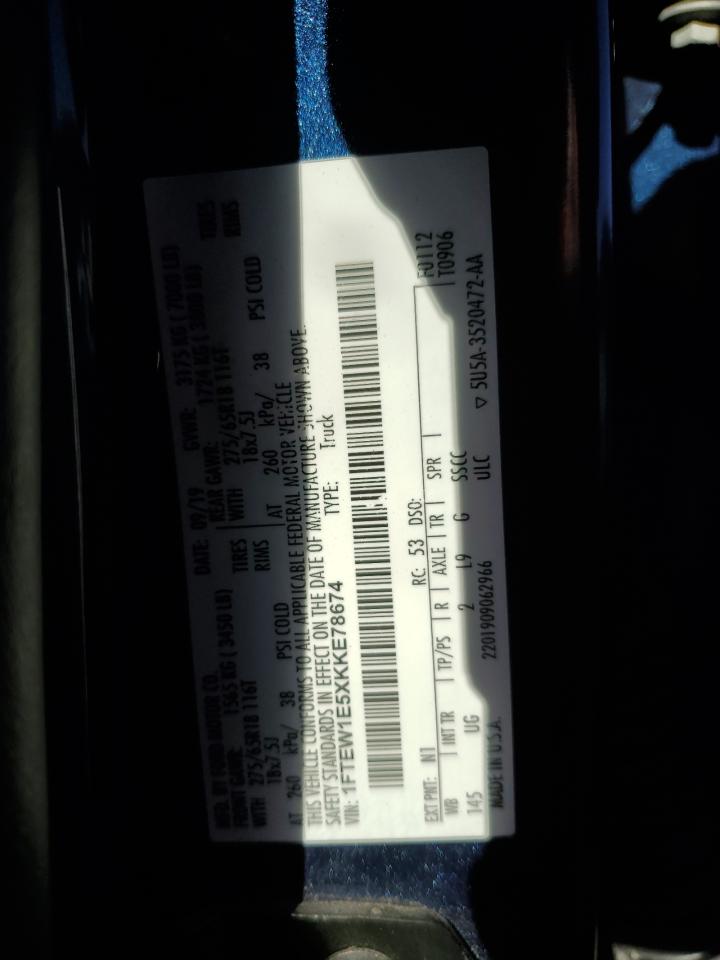 MFD. BY FORD MOTOR CO.
DATE: 09/19 GVWR: 3175 KG ( 7000 LB)
FRONT GAWR: 1565 KG ( 3450 LB) REAR GAWR: 1724 KG ( 3800 LB)
WITH 275/65R18 116T TIRES WITH 275/65R18 116T TIRES
18x7.5J RIMS 18x7.5J RIMS
AT 260 kPa/ 38 PSI COLD AT 260 kPa/ 38 PSI COLD
THIS VEHICLE CONFORMS TO ALL APPLICABLE FEDERAL MOTOR VEHICLE
SAFETY STANDARDS IN EFFECT ON THE DATE OF MANUFACTURE SHOWN ABOVE.
VIN: 1FTEW1E5XKKE78674 TYPE: Truck
F0112
EXT PNT: N1 RC: 53 DSO: T0906
WB INT TR TP/PS R AXLE TR SPR
145 UG 2 L9 G SSCC
2201909062966 ULC
MADE IN U.S.A. ▽ 5U5A-3520472-AA